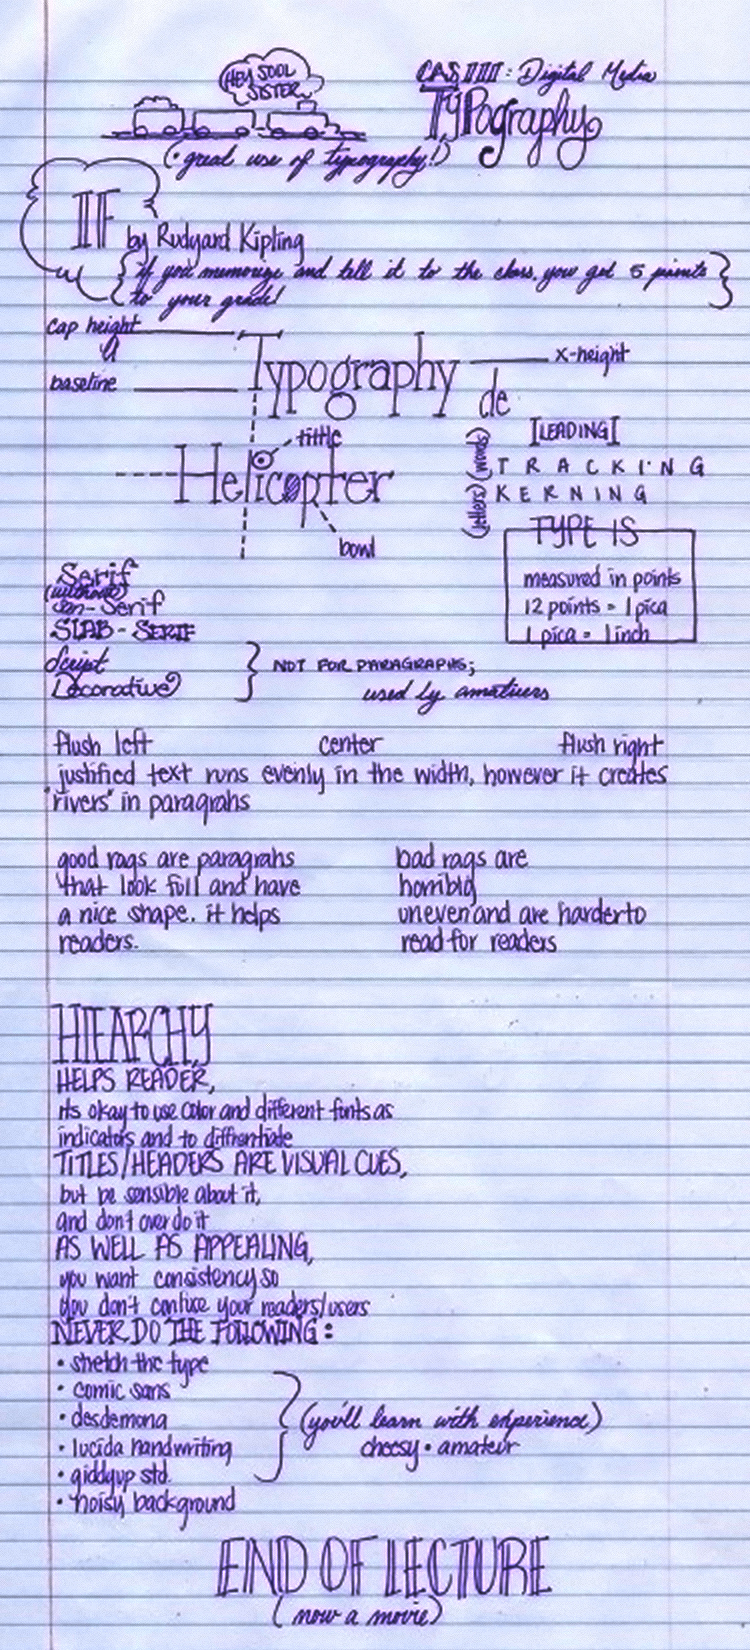 HEY SOUL
SISTER
CAS 111: Digital Media
Typography
(• great use of typography!)
IF by Rudyard Kipling
{if you memorize and tell it to the class, you get 5 points
to your grade!}
cap height
Typography
x-height
baseline
de
tittle
[LEADING]
Helicopter
(words) TRACKING
(letters) KERNING
bowl
TYPE IS
measured in points
12 points = 1 pica
1 pica = 1 inch
Serif
(without)
san-serif
SLAB-SERIF
Script
Decorative
} NOT FOR PARAGRAPHS;
used by amatuers
flush left center flush right
justified text runs evenly in the width, however it creates
"rivers" in paragrahs
good rags are paragrahs
that look full and have
a nice shape. it helps
readers.
bad rags are
horribly
uneven and are harder to
read for readers
HIEARCHY
HELPS READER,
its okay to use color and different fonts as
indicators and to diffrentiate
TITLES/HEADERS ARE VISUAL CUES,
but be sensible about it,
and don't over do it
AS WELL AS APPEALING,
you want consistency so
you don't confuse your readers/users
NEVER DO THE FOLLOWING:
• stretch the type
• comic sans
• desdemona
• lucida handwriting
• giddyup std.
• noisy background
} (you'll learn with experience)
cheesy • amateur
END OF LECTURE
(now a movie)